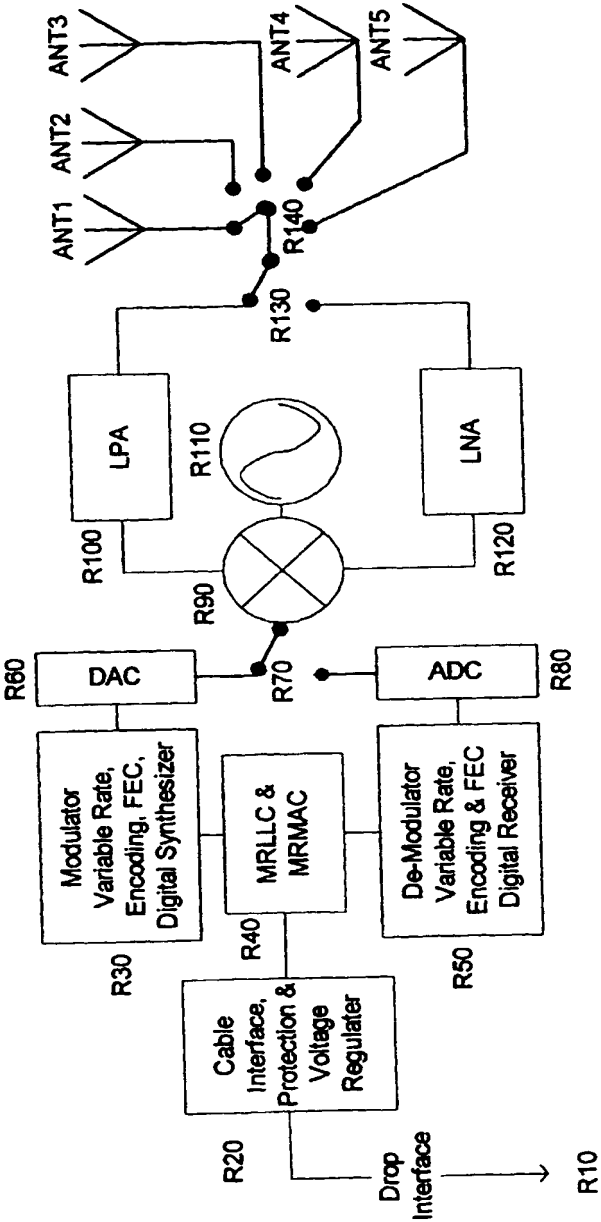 R10
Drop
Interface
R20
Cable
Interface,
Protection &
Voltage
Regulater
R30
Modulator
Variable Rate,
Encoding, FEC,
Digital Synthesizer
R40
MRLLC &
MRMAC
R50
De-Modulator
Variable Rate,
Encoding & FEC
Digital Receiver
R60
DAC
R70
ADC
R80
R90
R100
LPA
R110
R120
LNA
R130
R140
ANT1
ANT2
ANT3
ANT4
ANT5